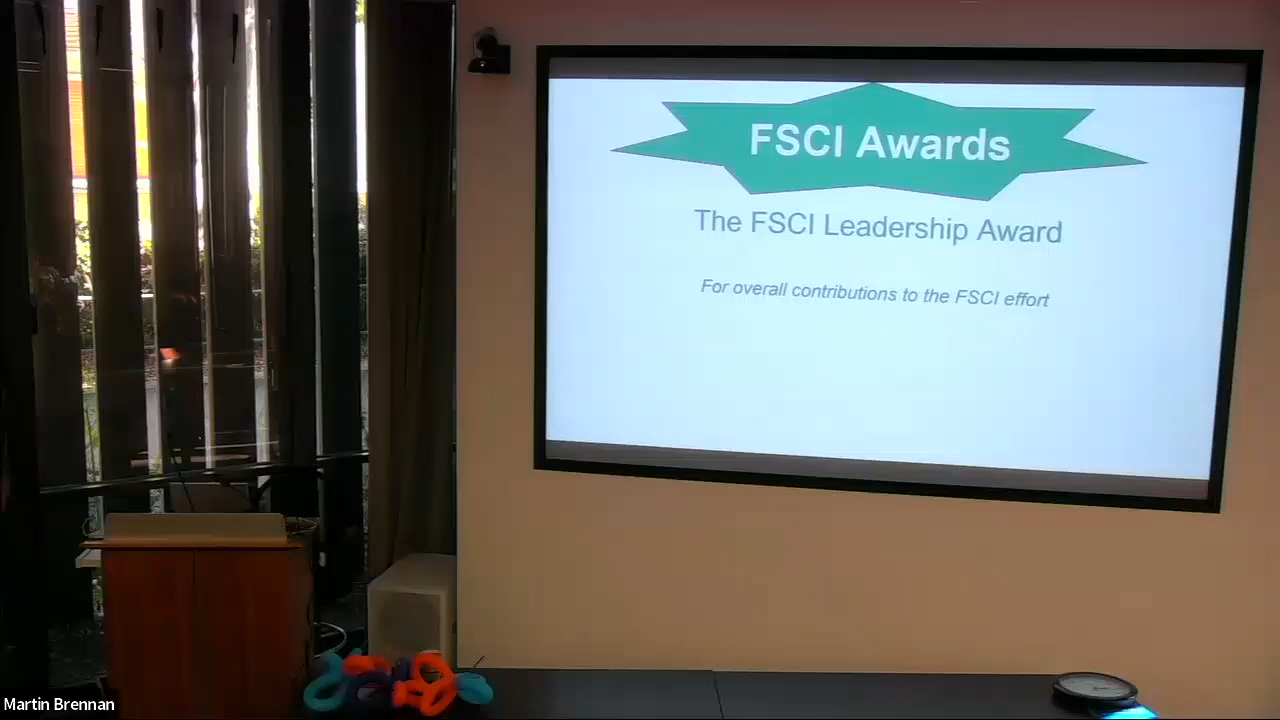 FSCI Awards
The FSCI Leadership Award
For overall contributions to the FSCI effort
Martin Brennan